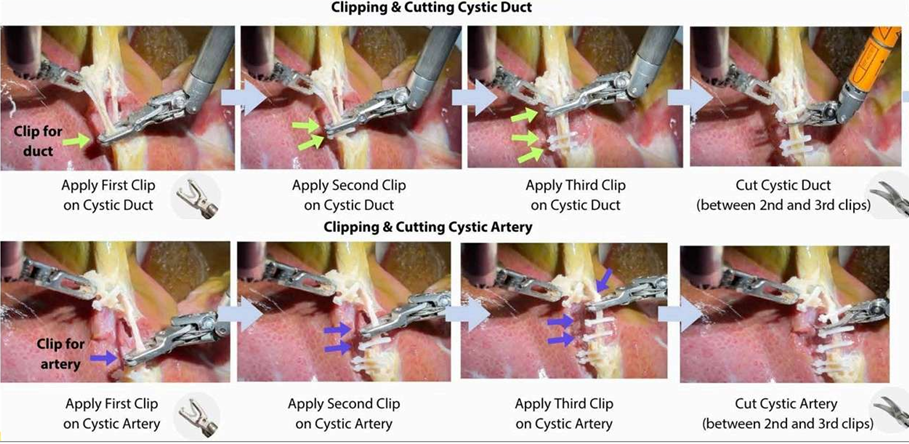 Clipping & Cutting Cystic Duct
Clip for
duct
Apply First Clip
on Cystic Duct
Apply Second Clip
on Cystic Duct
Apply Third Clip
on Cystic Duct
Cut Cystic Duct
(between 2nd and 3rd clips)
Clipping & Cutting Cystic Artery
Clip for
artery
Apply First Clip
on Cystic Artery
Apply Second Clip
on Cystic Artery
Apply Third Clip
on Cystic Artery
Cut Cystic Artery
(between 2nd and 3rd clips)